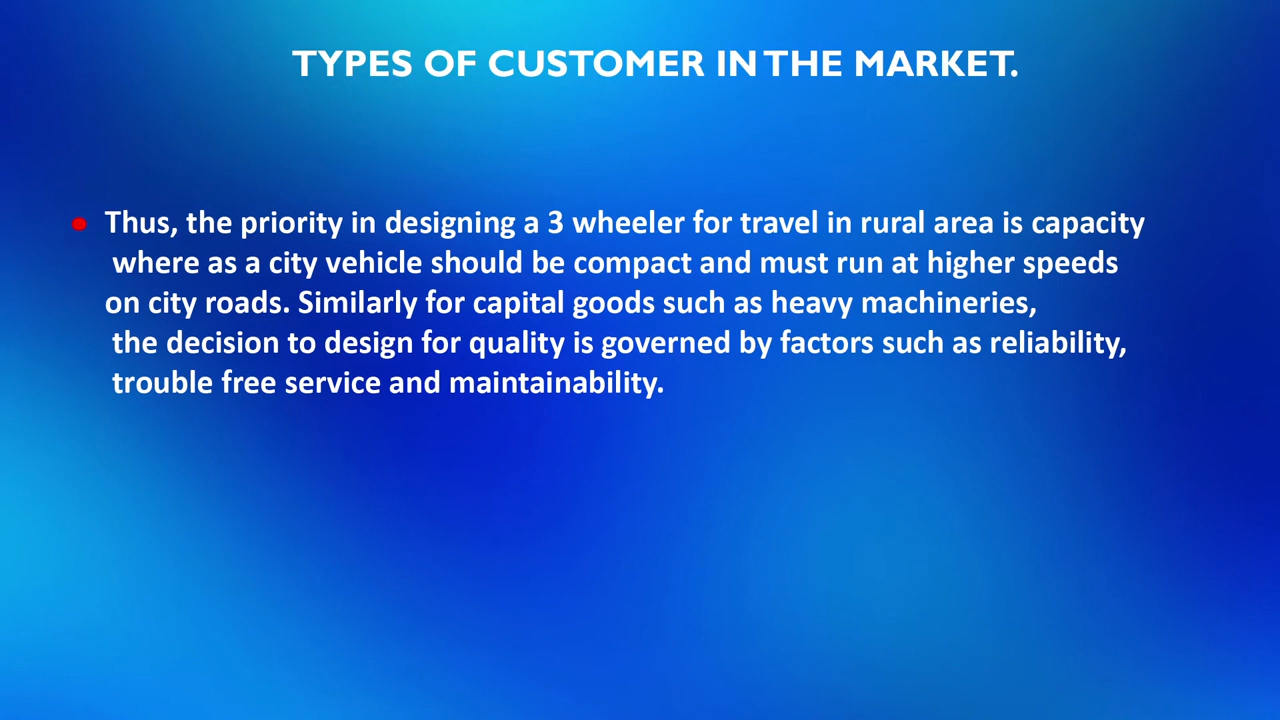 TYPES OF CUSTOMER IN THE MARKET.
Thus, the priority in designing a 3 wheeler for travel in rural area is capacity
where as a city vehicle should be compact and must run at higher speeds
on city roads. Similarly for capital goods such as heavy machineries,
the decision to design for quality is governed by factors such as reliability,
trouble free service and maintainability.